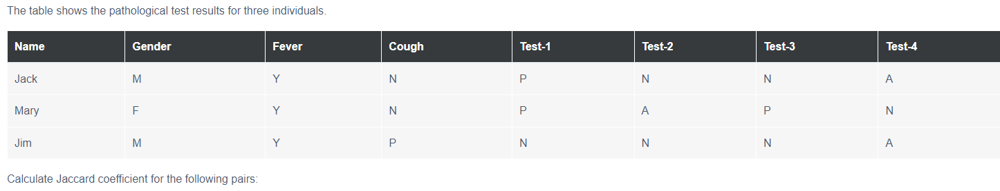 The table shows the pathological test results for three individuals.
Name Gender Fever Cough Test-1 Test-2 Test-3 Test-4
Jack M Y N P N N A
Mary F Y N P A P N
Jim M Y P N N N A
Calculate Jaccard coefficient for the following pairs: